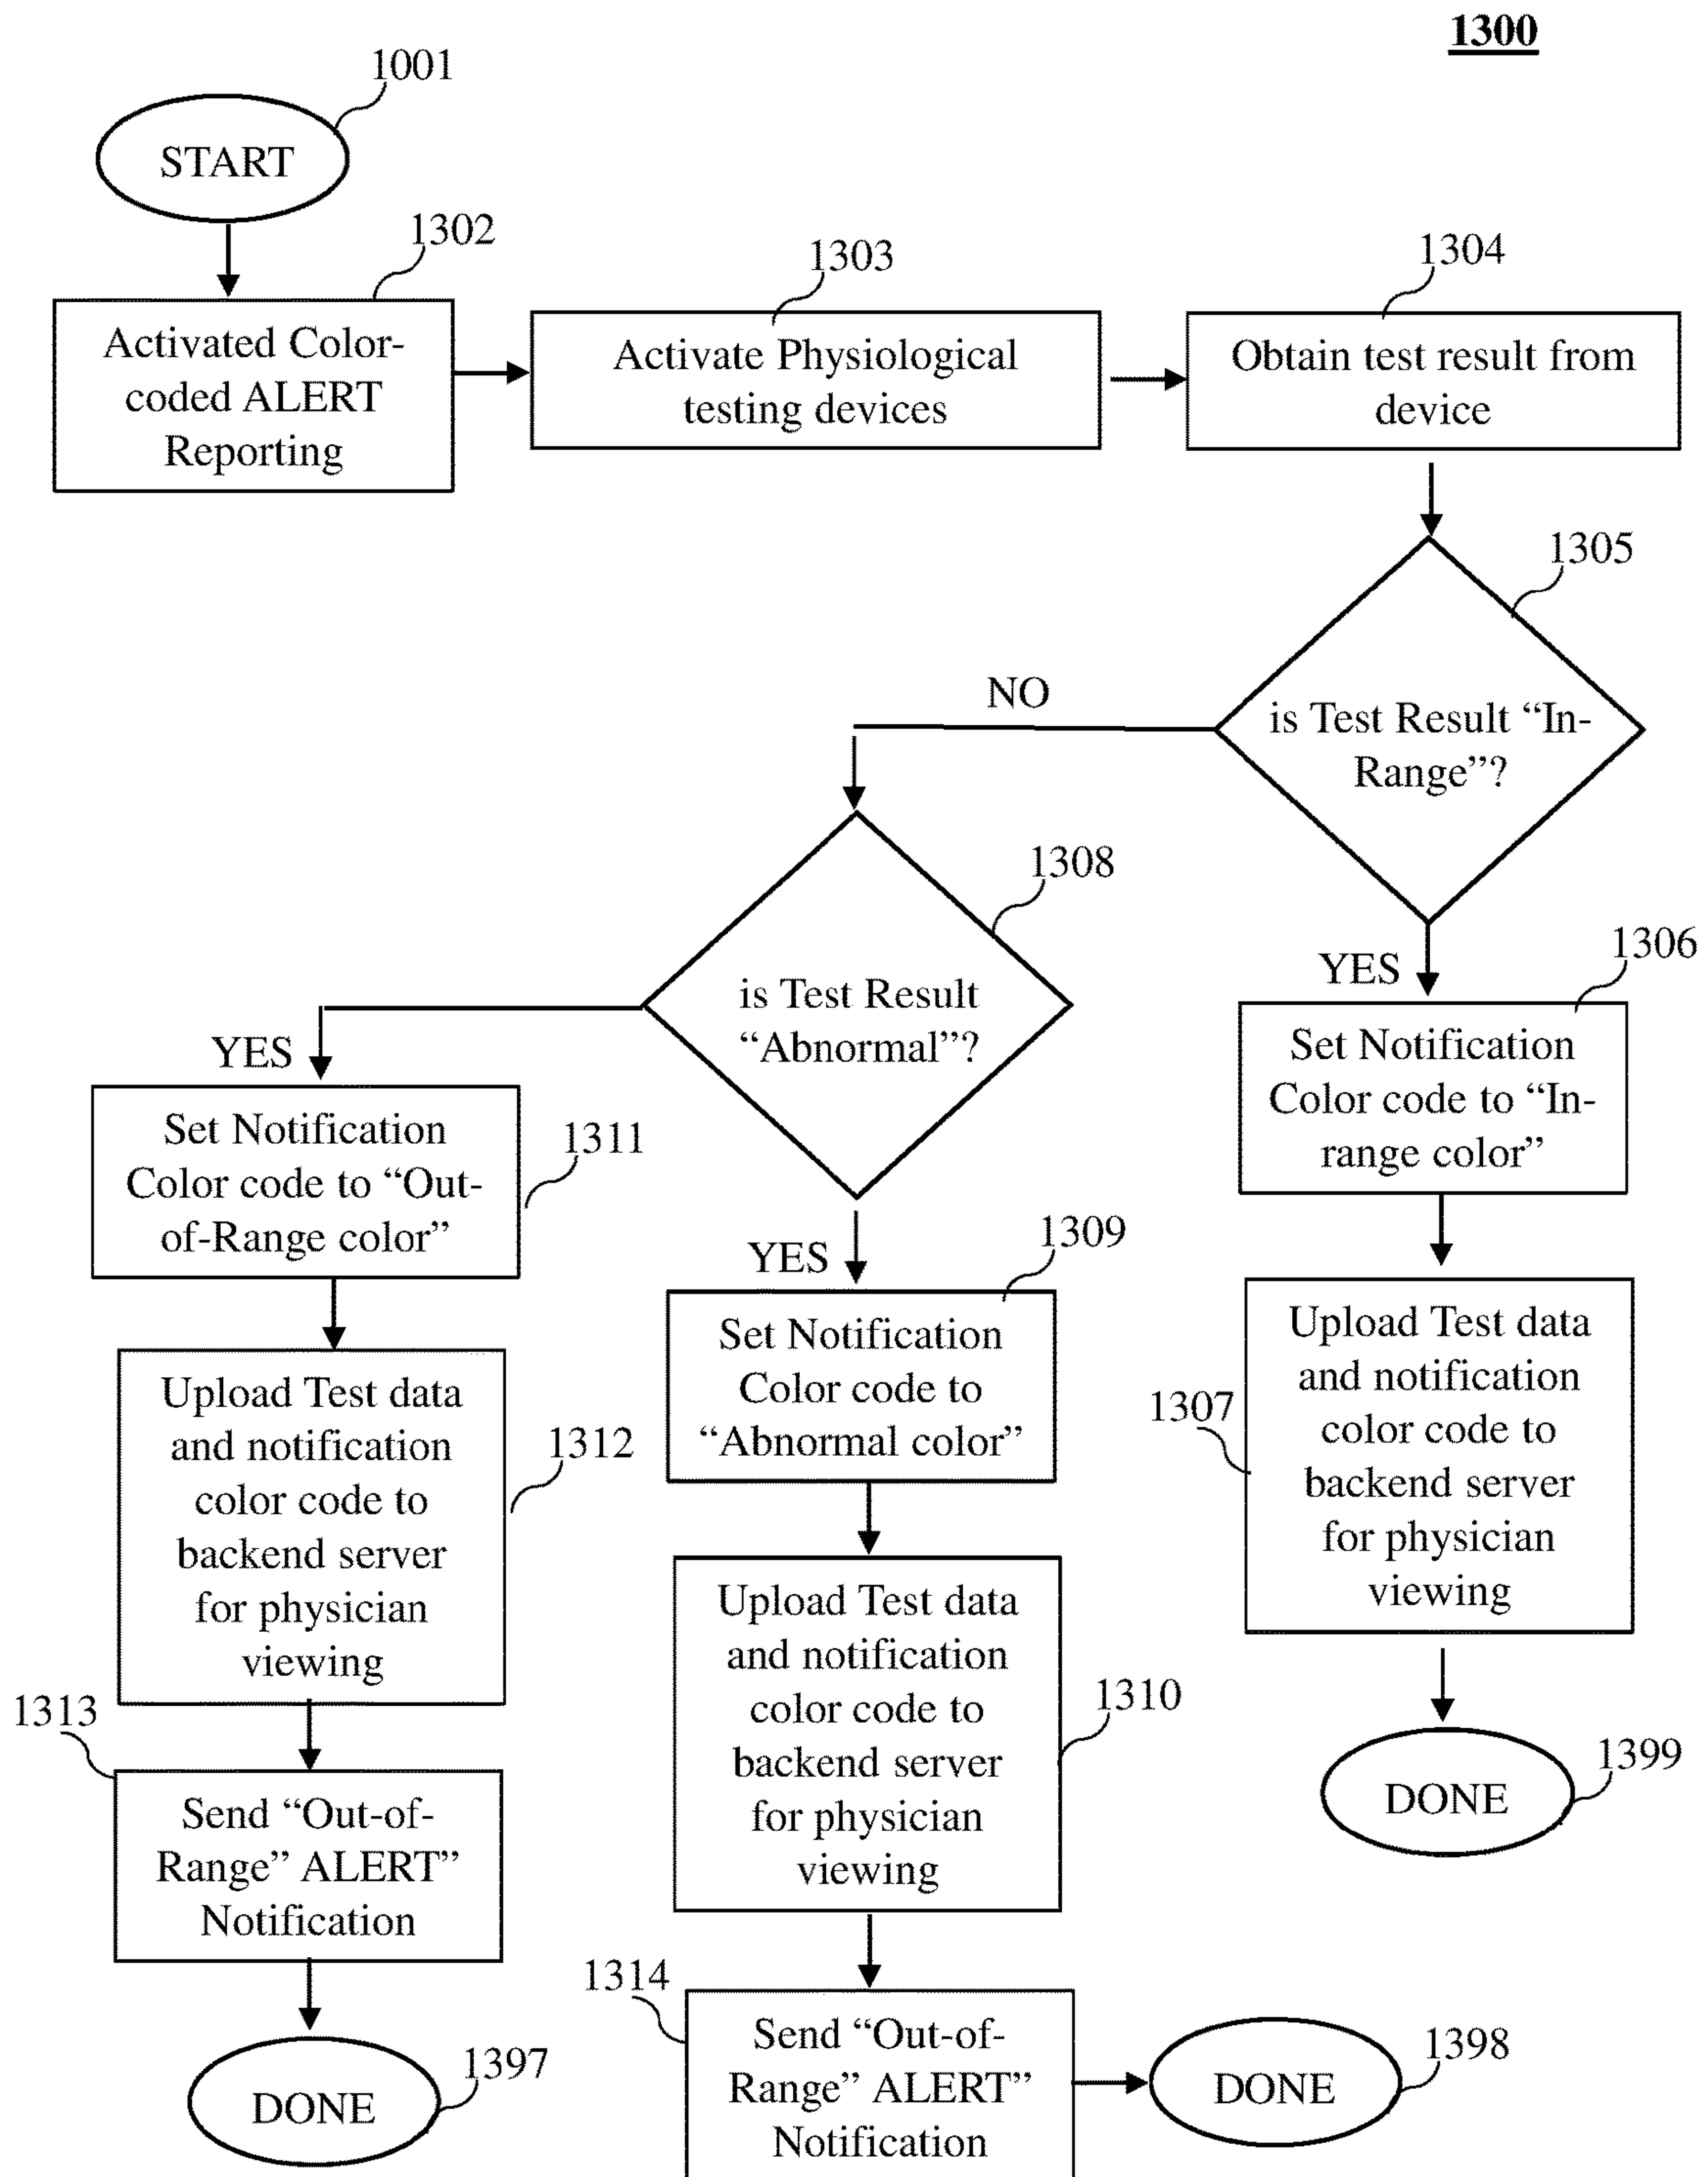 1300
1001
START
1302
Activated Color-
coded ALERT
Reporting
1303
Activate Physiological
testing devices
1304
Obtain test result from
device
1305
is Test Result “In-
Range”?
NO
YES
1306
Set Notification
Color code to “In-
range color”
1307
Upload Test data
and notification
color code to
backend server
for physician
viewing
1399
DONE
1308
is Test Result
“Abnormal”?
YES
1309
Set Notification
Color code to
“Abnormal color”
1310
Upload Test data
and notification
color code to
backend server
for physician
viewing
1314
Send “Out-of-
Range” ALERT”
Notification
1398
DONE
YES
1311
Set Notification
Color code to “Out-
of-Range color”
1312
Upload Test data
and notification
color code to
backend server
for physician
viewing
1313
Send “Out-of-
Range” ALERT”
Notification
1397
DONE